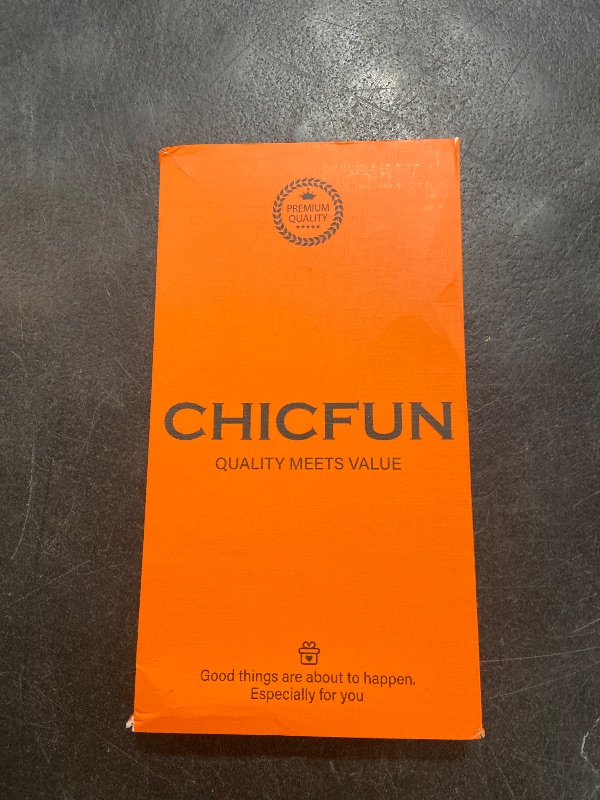 PREMIUM
QUALITY
CHICFUN
QUALITY MEETS VALUE
Good things are about to happen.
Especially for you